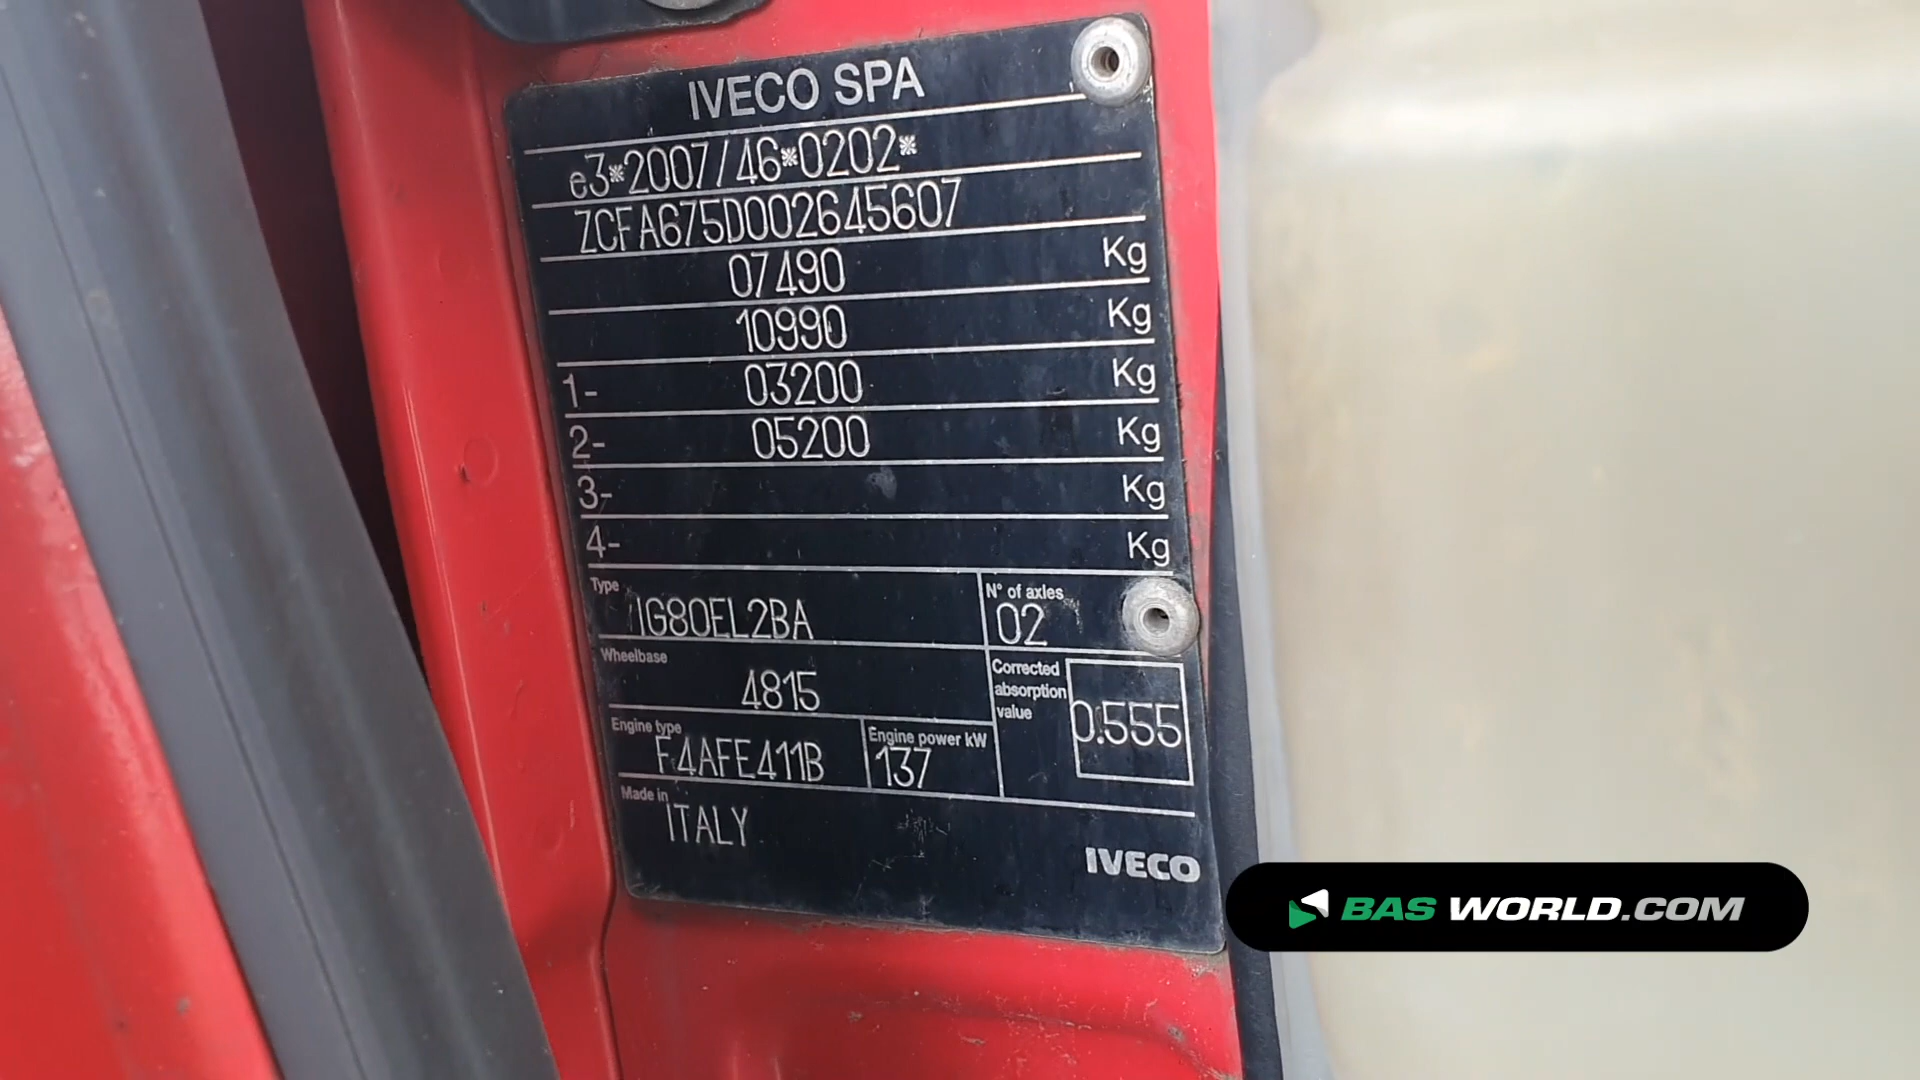 IVECO SPA
e3*2007/46*0202*
ZCFA675D002645607
07490 Kg
10990 Kg
1- 03200 Kg
2- 05200 Kg
3- Kg
4- Kg
Type IG80EL2BA
N° of axles 02
Wheelbase 4815
Corrected absorption value 0.555
Engine type F4AFE411B
Engine power kW 137
Made in ITALY
IVECO
BAS WORLD.COM